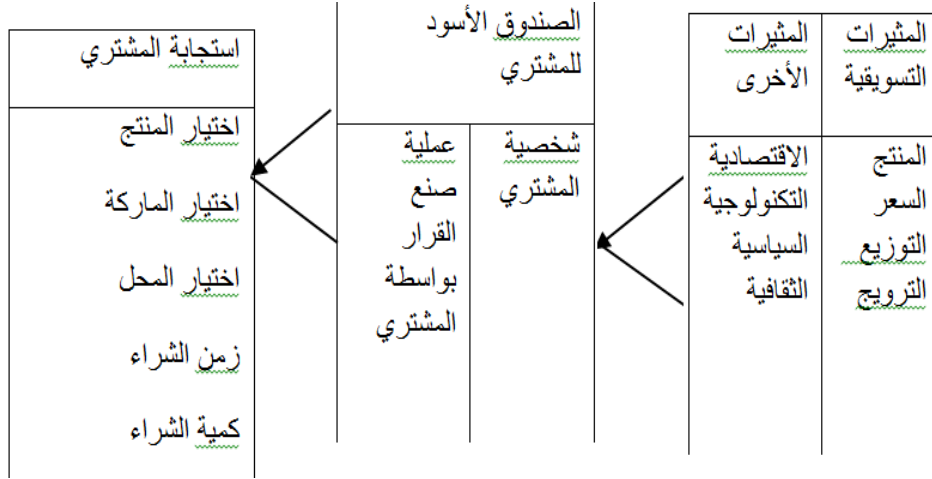 المثيرات التسويقية
المثيرات الأخرى
المنتج
السعر
التوزيع
الترويج
الاقتصادية
التكنولوجية
السياسية
الثقافية
الصندوق الأسود
للمشتري
شخصية
المشتري
عملية
صنع
القرار
بواسطة
المشتري
استجابة المشتري
اختيار المنتج
اختيار الماركة
اختيار المحل
زمن الشراء
كمية الشراء